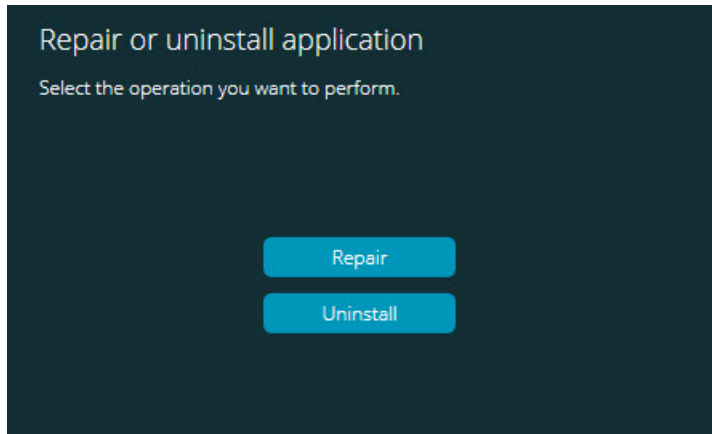 Repair or uninstall application
Select the operation you want to perform.
Repair
Uninstall